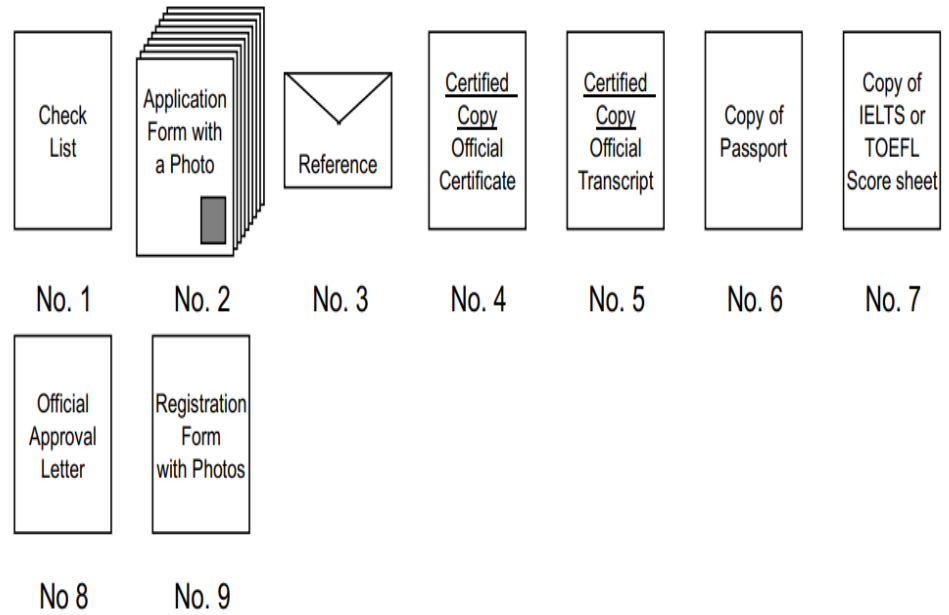 Check
List
Application
Form with
a Photo
Reference
Certified
Copy
Official
Certificate
Certified
Copy
Official
Transcript
Copy of
Passport
Copy of
IELTS or
TOEFL
Score sheet
No. 1
No. 2
No. 3
No. 4
No. 5
No. 6
No. 7
Official
Approval
Letter
Registration
Form
with Photos
No 8
No. 9